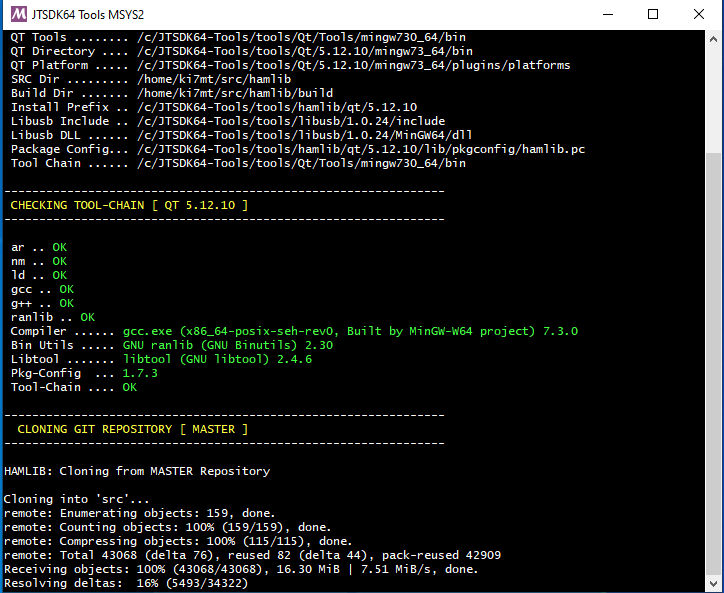 JTSDK64 Tools MSYS2
QT Tools ........ /c/JTSDK64-Tools/tools/Qt/Tools/mingw730_64/bin
QT Directory .... /c/JTSDK64-Tools/tools/Qt/5.12.10/mingw73_64/bin
QT Platform ..... /c/JTSDK64-Tools/tools/Qt/5.12.10/mingw73_64/plugins/platforms
SRC Dir ......... /home/ki7mt/src/hamlib
Build Dir ....... /home/ki7mt/src/hamlib/build
Install Prefix .. /c/JTSDK64-Tools/tools/hamlib/qt/5.12.10
Libusb Include .. /c/JTSDK64-Tools/tools/libusb/1.0.24/include
Libusb DLL ...... /c/JTSDK64-Tools/tools/libusb/1.0.24/MinGW64/dll
Package Config... /c/JTSDK64-Tools/tools/hamlib/qt/5.12.10/lib/pkgconfig/hamlib.pc
Tool Chain ...... /c/JTSDK64-Tools/tools/Qt/Tools/mingw730_64/bin
---------------------------------------------------------------
CHECKING TOOL-CHAIN [ QT 5.12.10 ]
---------------------------------------------------------------
ar .. OK
nm .. OK
ld .. OK
gcc .. OK
g++ .. OK
ranlib .. OK
Compiler ...... gcc.exe (x86_64-posix-seh-rev0, Built by MinGW-W64 project) 7.3.0
Bin Utils ..... GNU ranlib (GNU Binutils) 2.30
Libtool ....... libtool (GNU libtool) 2.4.6
Pkg-Config  ... 1.7.3
Tool-Chain .... OK
---------------------------------------------------------------
CLONING GIT REPOSITORY [ MASTER ]
---------------------------------------------------------------
HAMLIB: Cloning from MASTER Repository
Cloning into 'src'...
remote: Enumerating objects: 159, done.
remote: Counting objects: 100% (159/159), done.
remote: Compressing objects: 100% (115/115), done.
remote: Total 43068 (delta 76), reused 82 (delta 44), pack-reused 42909
Receiving objects: 100% (43068/43068), 16.30 MiB | 7.51 MiB/s, done.
Resolving deltas:  16% (5493/34322)